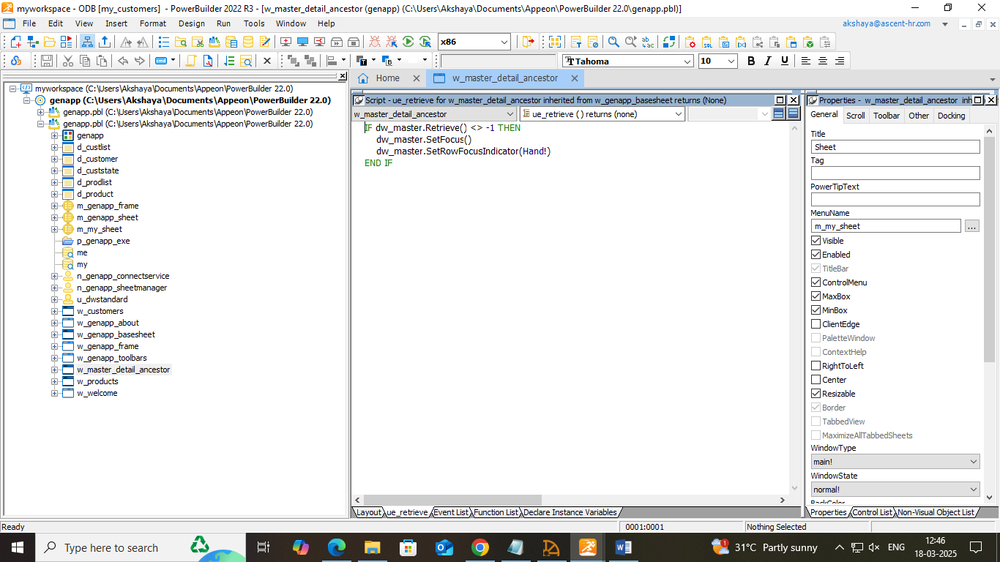 myworkspace - ODB [my_customers]  - PowerBuilder 2022 R3 - [w_master_detail_ancestor (genapp) (C:\Users\Akshaya\Documents\Appeon\PowerBuilder 22.0\genapp.pbl)]
File Edit View Insert Format Design Run Tools Window Help akshaya@ascent-hr.com
x86
Tahoma 10 B I U
Home w_master_detail_ancestor
myworkspace (C:\Users\Akshaya\Documents\Appeon\PowerBuilder 22.0)
genapp (C:\Users\Akshaya\Documents\Appeon\PowerBuilder 22.0)
genapp.pbl (C:\Users\Akshaya\Documents\Appeon\PowerBuilder 22.0)
genapp.pbl (C:\Users\Akshaya\Documents\Appeon\PowerBuilder 22.0)
genapp
d_custlist
d_customer
d_custstate
d_prodlist
d_product
m_genapp_frame
m_genapp_sheet
m_my_sheet
p_genapp_exe
me
my
n_genapp_connectservice
n_genapp_sheetmanager
u_dwstandard
w_customers
w_genapp_about
w_genapp_basesheet
w_genapp_frame
w_genapp_toolbars
w_master_detail_ancestor
w_products
w_welcome
Script - ue_retrieve for w_master_detail_ancestor inherited from w_genapp_basesheet returns (None)
w_master_detail_ancestor ue_retrieve ( ) returns (none)
IF dw_master.Retrieve() <> -1 THEN
dw_master.SetFocus()
dw_master.SetRowFocusIndicator(Hand!)
END IF
Layout ue_retrieve Event List Function List Declare Instance Variables
Properties - w_master_detail_ancestor
General Scroll Toolbar Other Docking
Title
Sheet
Tag
PowerTipText
MenuName
m_my_sheet ...
Visible
Enabled
TitleBar
ControlMenu
MaxBox
MinBox
ClientEdge
PaletteWindow
ContextHelp
RightToLeft
Center
Resizable
Border
TabbedView
MaximizeAllTabbedSheets
WindowType
main!
WindowState
normal!
BackColor
Properties Control List Non-Visual Object List
Ready 0001:0001 Nothing Selected
Type here to search 31°C Partly sunny ENG 12:46
18-03-2025